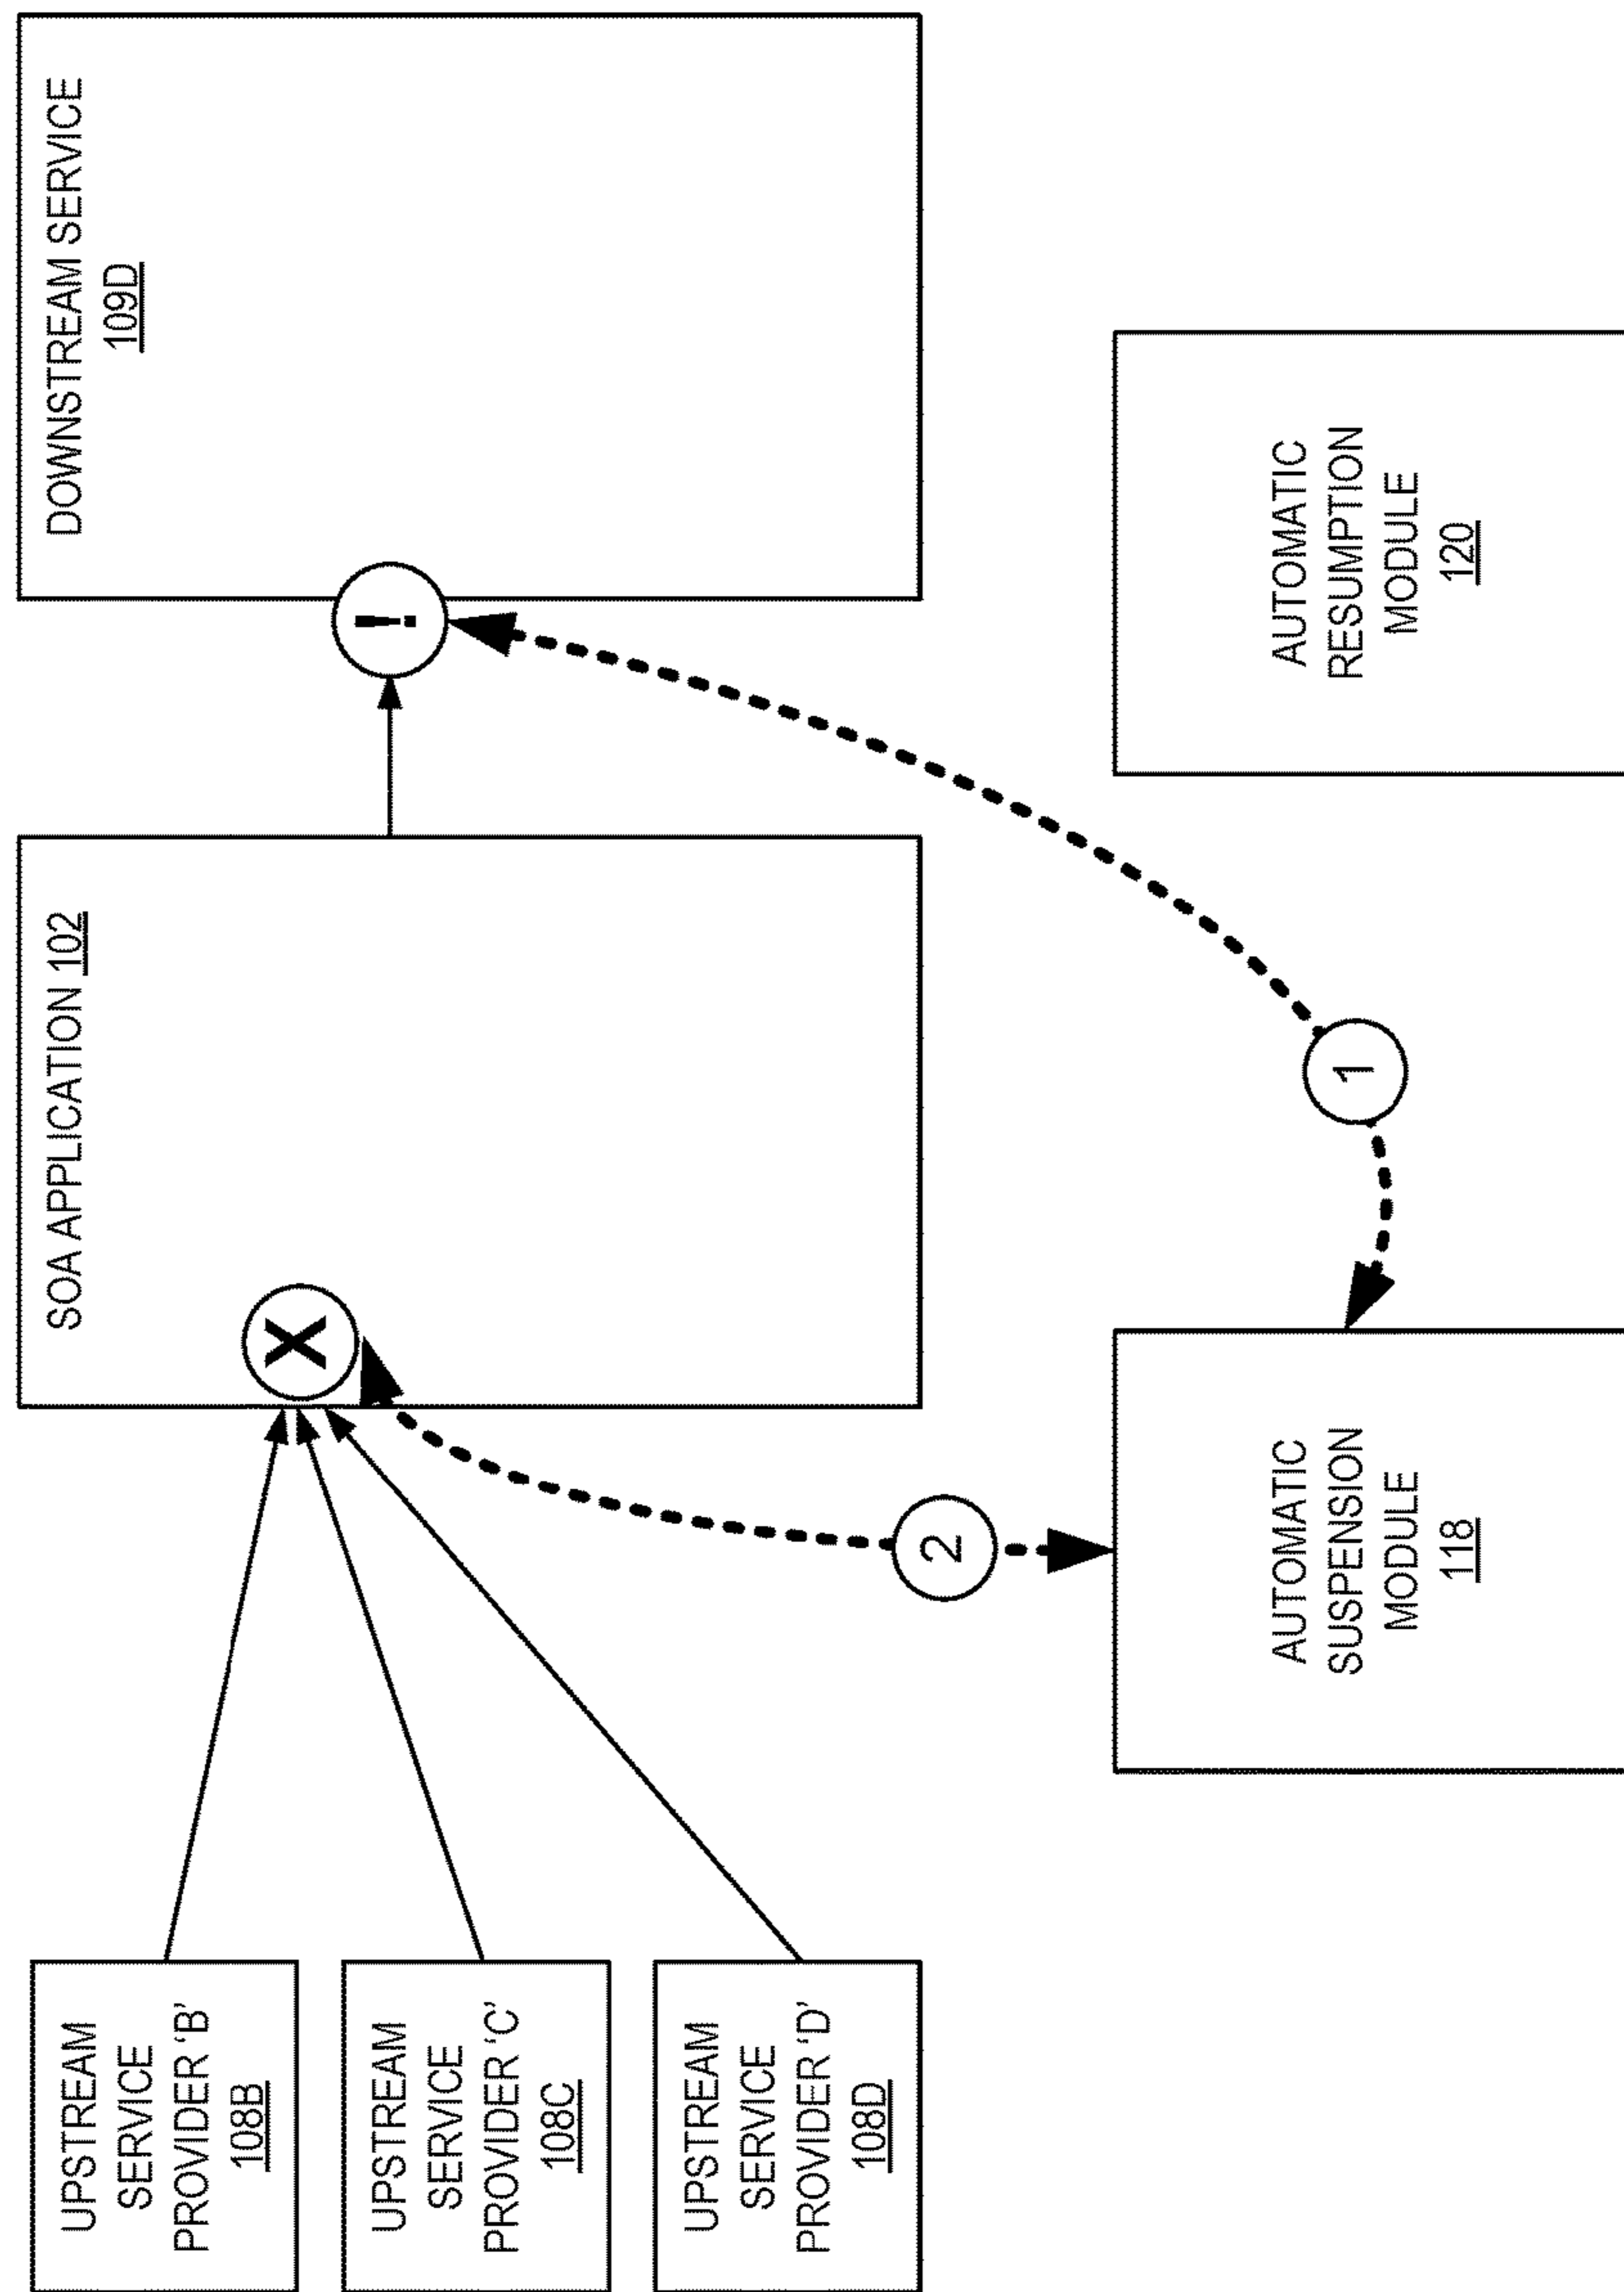 UPSTREAM
SERVICE
PROVIDER 'B'
108B
UPSTREAM
SERVICE
PROVIDER 'C'
108C
UPSTREAM
SERVICE
PROVIDER 'D'
108D
SOA APPLICATION 102
X
DOWNSTREAM SERVICE
109D
!
2
1
AUTOMATIC
SUSPENSION
MODULE
118
AUTOMATIC
RESUMPTION
MODULE
120